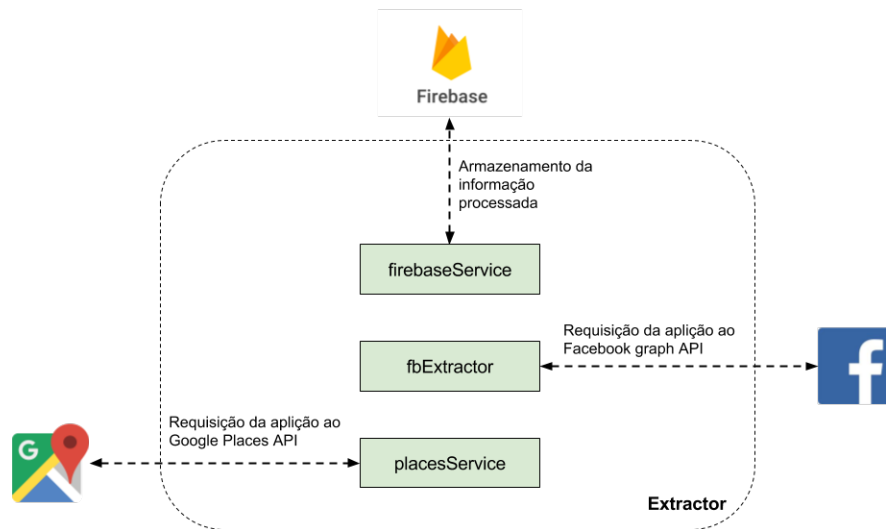 Firebase
Armazenamento da
informação
processada
firebaseService
Requisição da aplição ao
Facebook graph API
fbExtractor
f
Requisição da aplição ao
Google Places API
G
placesService
Extractor